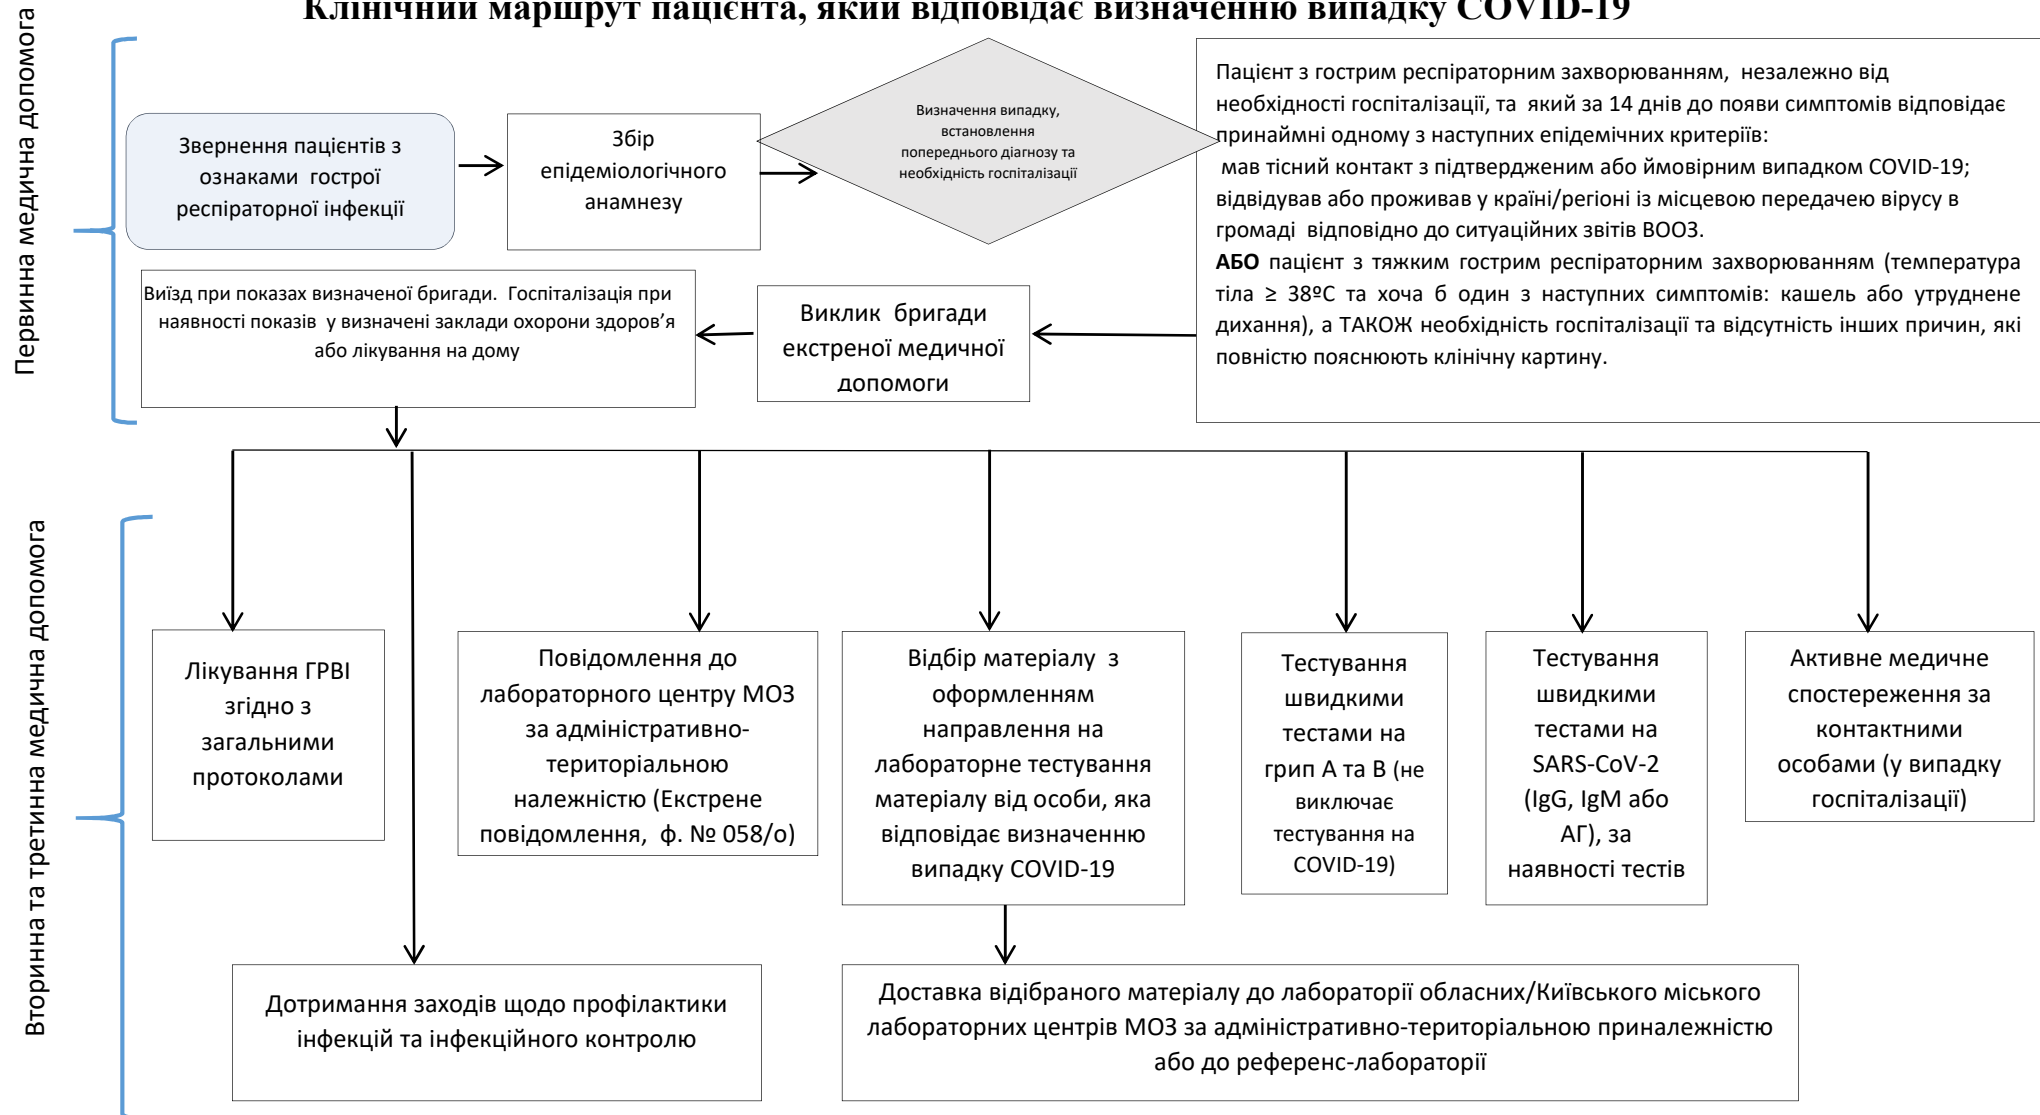 Клінічний маршрут пацієнта, який відповідає визначенню випадку COVID-19
Первинна медична допомога
Звернення пацієнтів з
ознаками гострої
респіраторної інфекції
Збір
епідеміологічного
анамнезу
Визначення випадку,
встановлення
попереднього діагнозу та
необхідність госпіталізації
Пацієнт з гострим респіраторним захворюванням, незалежно від
необхідності госпіталізації, та який за 14 днів до появи симптомів відповідає
принаймні одному з наступних епідемічних критеріїв:
мав тісний контакт з підтвердженим або ймовірним випадком COVID-19;
відвідував або проживав у країні/регіоні із місцевою передачею вірусу в
громаді відповідно до ситуаційних звітів ВООЗ.
АБО пацієнт з тяжким гострим респіраторним захворюванням (температура
тіла ≥ 38ºC та хоча б один з наступних симптомів: кашель або утруднене
дихання), а ТАКОЖ необхідність госпіталізації та відсутність інших причин, які
повністю пояснюють клінічну картину.
Виклик бригади
екстреної медичної
допомоги
Виїзд при показах визначеної бригади. Госпіталізація при
наявності показів у визначені заклади охорони здоров’я
або лікування на дому
Вторинна та третинна медична допомога
Лікування ГРВІ
згідно з
загальними
протоколами
Повідомлення до
лабораторного центру МОЗ
за адміністративно-
територіальною
належністю (Екстрене
повідомлення, ф. № 058/о)
Відбір матеріалу з
оформленням
направлення на
лабораторне тестування
матеріалу від особи, яка
відповідає визначенню
випадку COVID-19
Тестування
швидкими
тестами на
грип А та В (не
виключає
тестування на
COVID-19)
Тестування
швидкими
тестами на
SARS-CoV-2
(IgG, IgM або
АГ), за
наявності тестів
Активне медичне
спостереження за
контактними
особами (у випадку
госпіталізації)
Дотримання заходів щодо профілактики
інфекцій та інфекційного контролю
Доставка відібраного матеріалу до лабораторії обласних/Київського міського
лабораторних центрів МОЗ за адміністративно-територіальною приналежністю
або до референс-лабораторії